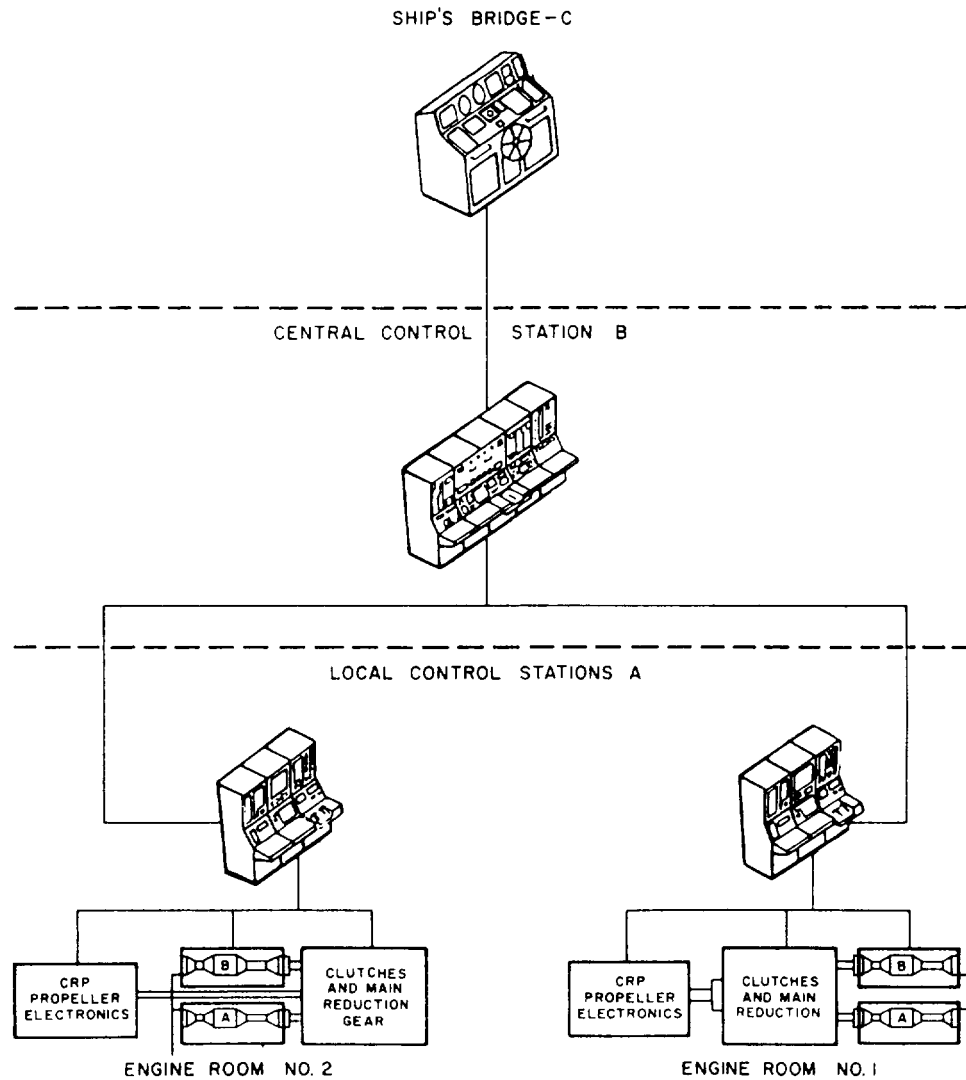 SHIP'S BRIDGE-C
CENTRAL CONTROL STATION B
LOCAL CONTROL STATIONS A
CRP
PROPELLER
ELECTRONICS
B
A
CLUTCHES
AND MAIN
REDUCTION
GEAR
ENGINE ROOM NO. 2
CRP
PROPELLER
ELECTRONICS
CLUTCHES
AND MAIN
REDUCTION
B
A
ENGINE ROOM NO. 1